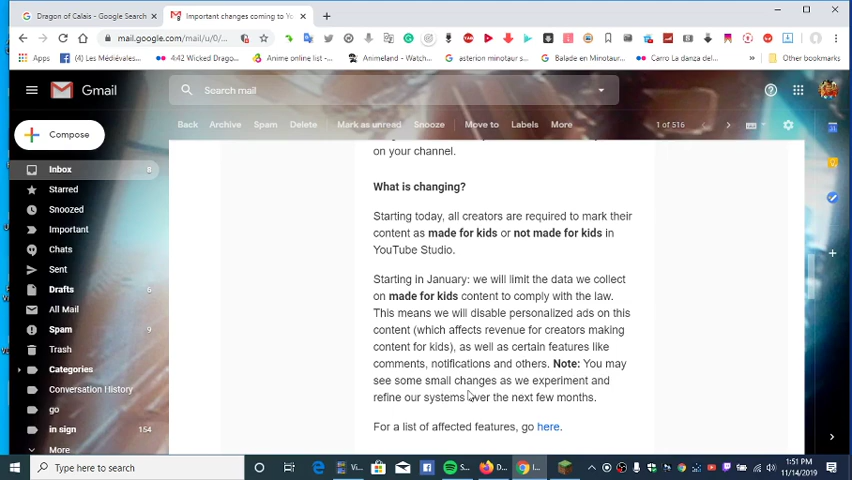 Dragon of Calais - Google Search
Important changes coming to Yo
mail.google.com/mail/u/0/
Apps
(4) Les Médiévales
4:42 Wicked Drago...
Anime online list -...
Animeland - Watch...
asterion minotaur s...
Balade en Minotaur...
Carro La danza del...
Other bookmarks
Gmail
Search mail
Compose
Back
Archive
Spam
Delete
Mark as unread
Snooze
Move to
Labels
More
1 of 516
Inbox 8
Starred
Snoozed
Important
Chats
Sent
Drafts 6
All Mail
Spam 9
Trash
Categories
Conversation History
go
in sign 154
More
on your channel.
What is changing?
Starting today, all creators are required to mark their
content as made for kids or not made for kids in
YouTube Studio.
Starting in January: we will limit the data we collect
on made for kids content to comply with the law.
This means we will disable personalized ads on this
content (which affects revenue for creators making
content for kids), as well as certain features like
comments, notifications and others. Note: You may
see some small changes as we experiment and
refine our systems over the next few months.
For a list of affected features, go here.
Type here to search
Vi...
S...
D...
I...
1:51 PM
11/14/2019